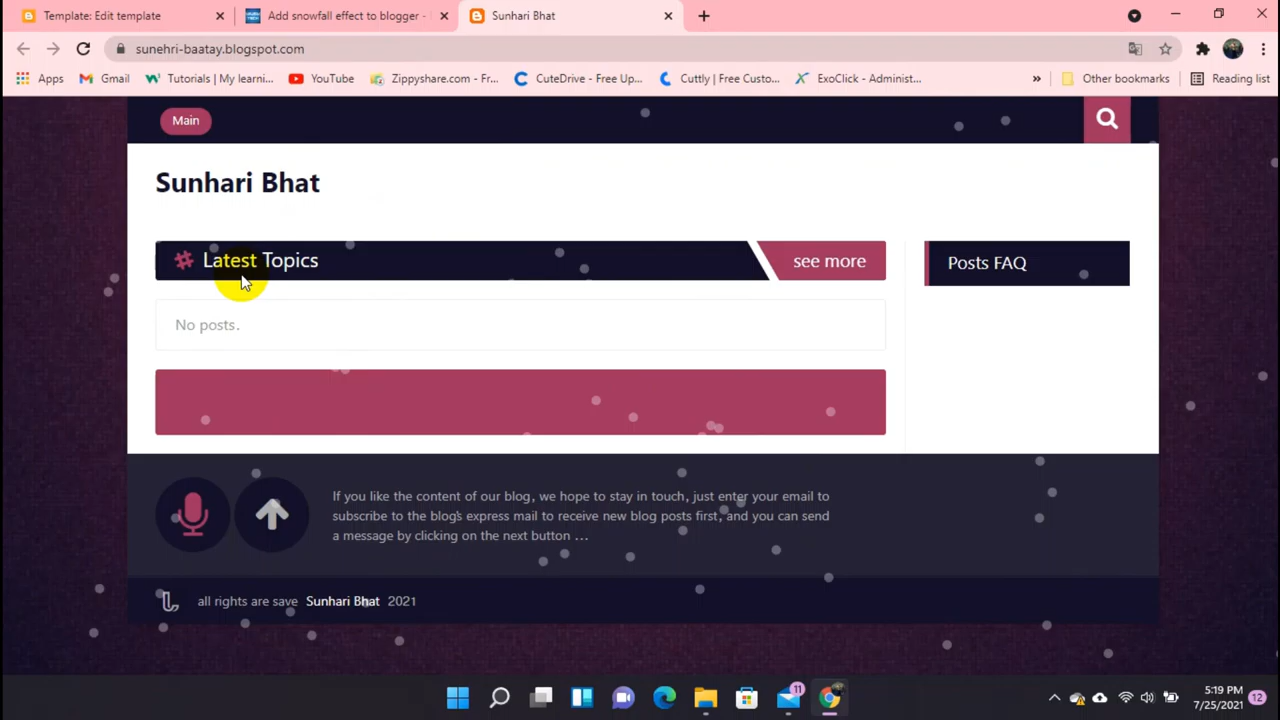 Template: Edit template
Add snowfall effect to blogger -
Sunhari Bhat
sunehri-baatay.blogspot.com
Apps
Gmail
Tutorials | My learni...
YouTube
Zippyshare.com - Fr...
CuteDrive - Free Up...
Cuttly | Free Custo...
ExoClick - Administ...
»
Other bookmarks
Reading list
Main
Sunhari Bhat
# Latest Topics
see more
Posts FAQ
No posts.
If you like the content of our blog, we hope to stay in touch, just enter your email to
subscribe to the blog's express mail to receive new blog posts first, and you can send
a message by clicking on the next button ...
all rights are save Sunhari Bhat 2021
11
5:19 PM
7/25/2021
12